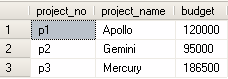 project_no project_name budget
1 p1 Apollo 120000
2 p2 Gemini 95000
3 p3 Mercury 186500